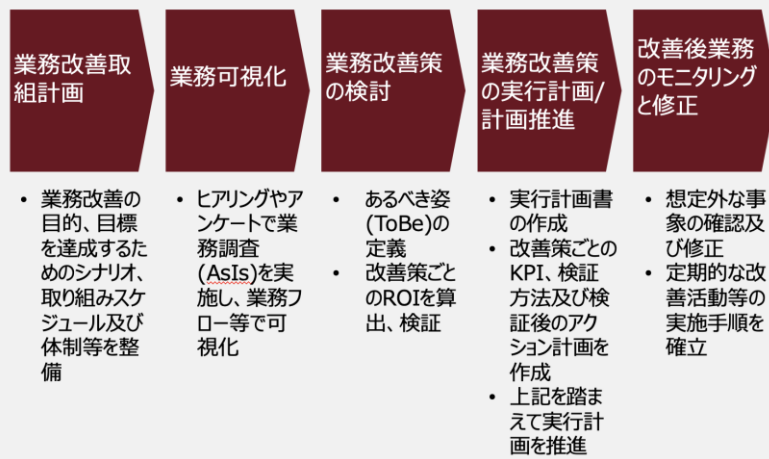 業務改善取
組計画
業務可視化
業務改善策
の検討
業務改善策
の実行計画/
計画推進
改善後業務
のモニタリング
と修正
• 業務改善の
目的、目標
を達成するた
めのシナリオ、
取り組みスケ
ジュール及び
体制等を整
備
• ヒアリングやア
ンケートで業
務調査
(AsIs)を実
施し、業務フ
ロー等で可
視化
• あるべき姿
(ToBe)の
定義
• 改善策ごと
のROIを算
出、検証
• 実行計画書
の作成
• 改善策ごとの
KPI、検証
方法及び検
証後のアク
ション計画を
作成
• 上記を踏ま
えて実行計
画を推進
• 想定外な事
象の確認及
び修正
• 定期的な改
善活動等の
実施手順を
確立